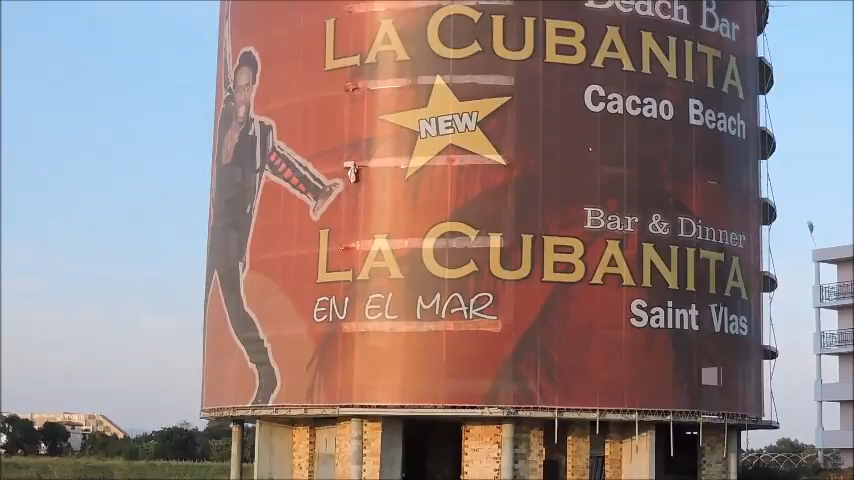 Beach Bar
LA CUBANITA
Cacao Beach
NEW
Bar & Dinner
LA CUBANITA
EN EL MAR
Saint Vlas